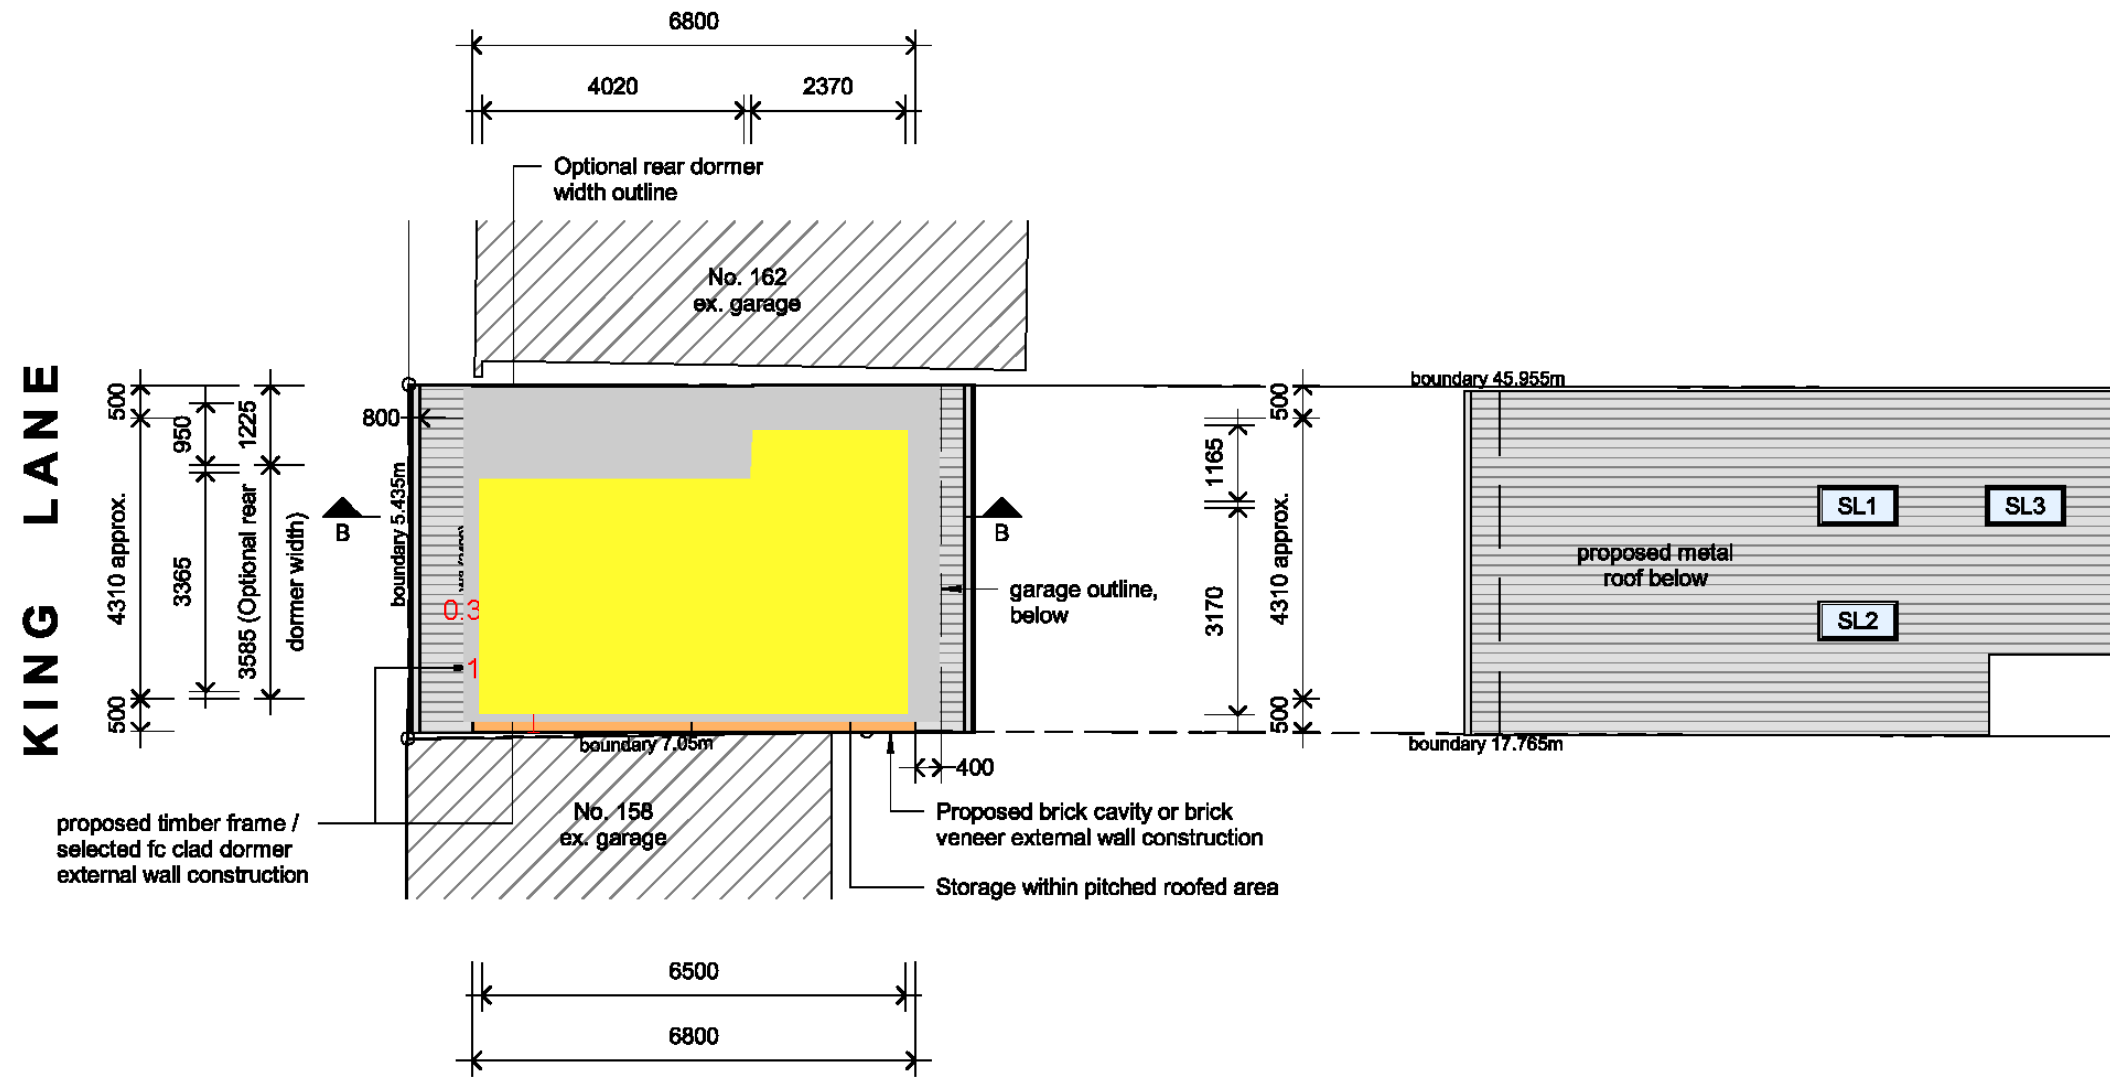 6800
4020
2370
Optional rear dormer
width outline
No. 162
ex. garage
KING LANE
500
4310 approx.
500
950
3365
1225
3585 (Optional rear
dormer width)
800
boundary 5.435m
B
B
0.3
1
garage outline,
below
boundary 7.05m
400
1165
3170
500
4310 approx.
500
boundary 45.955m
SL1
SL3
proposed metal
roof below
SL2
boundary 17.765m
No. 158
ex. garage
proposed timber frame /
selected fc clad dormer
external wall construction
Proposed brick cavity or brick
veneer external wall construction
Storage within pitched roofed area
6500
6800